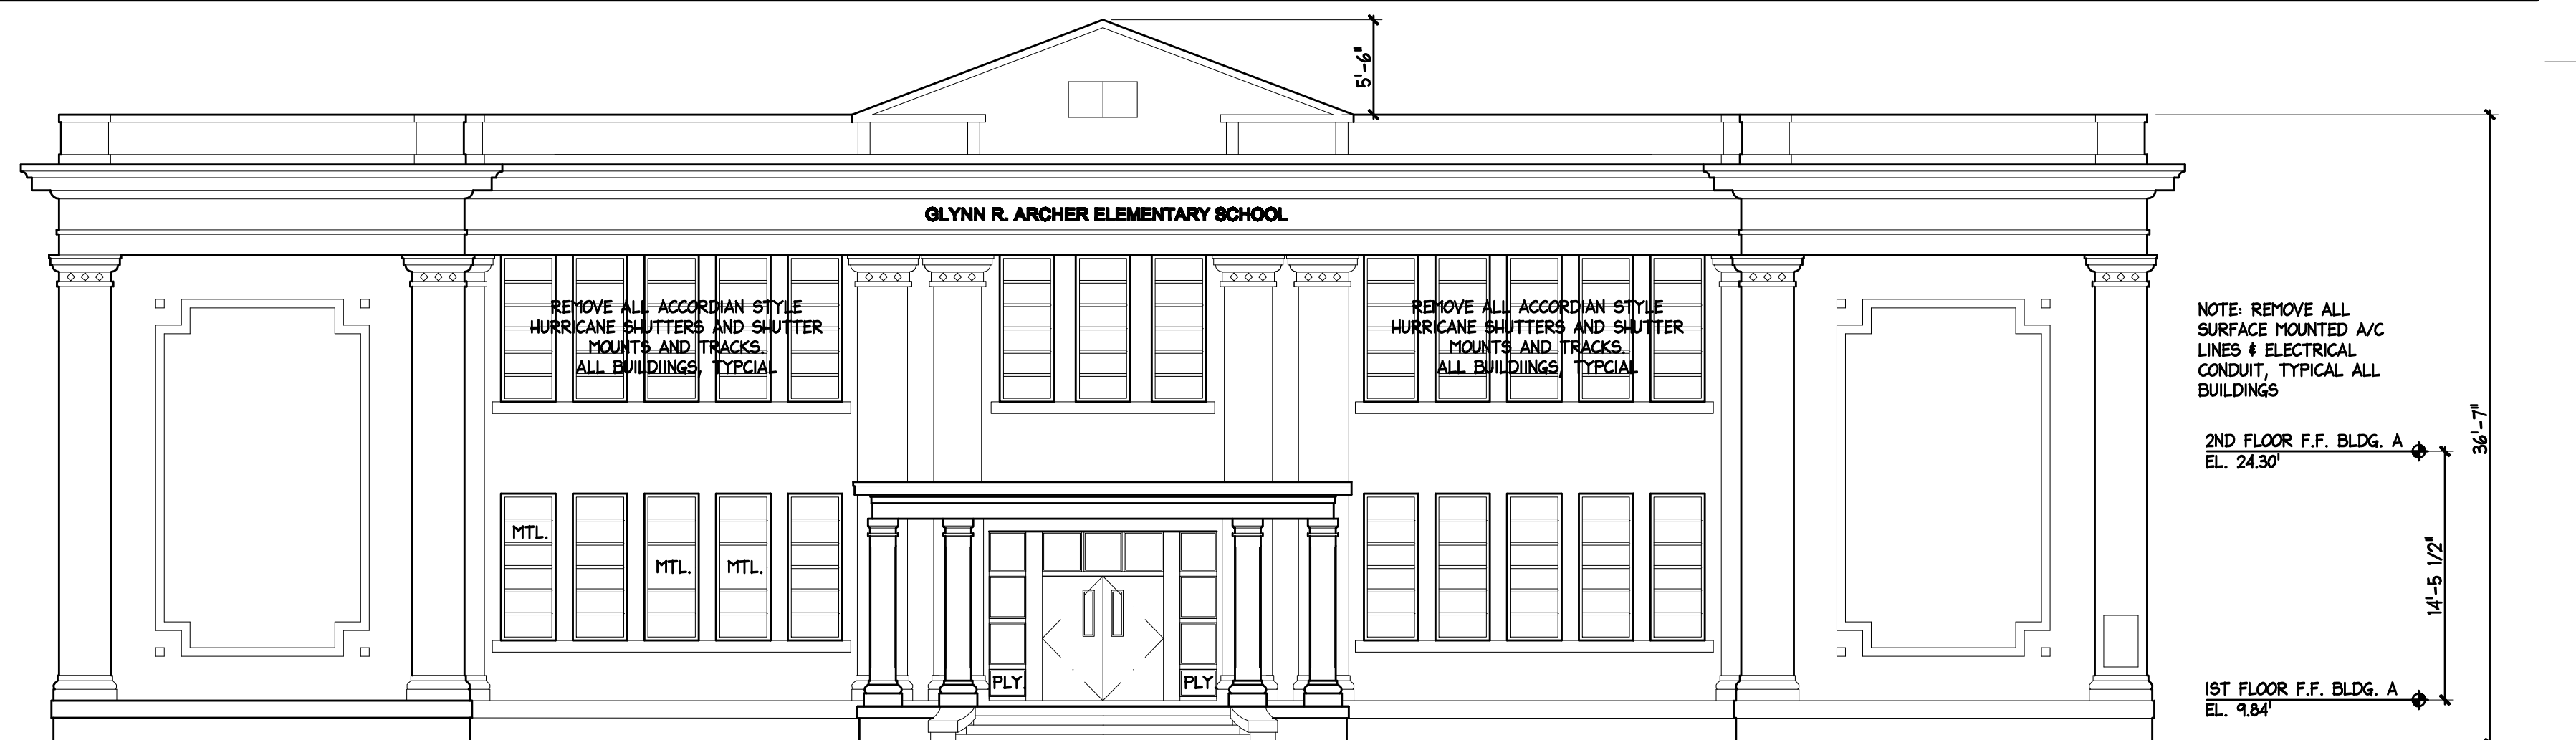 5'-6"
GLYNN R. ARCHER ELEMENTARY SCHOOL
REMOVE ALL ACCORDIAN STYLE
HURRICANE SHUTTERS AND SHUTTER
MOUNTS AND TRACKS.
ALL BUILDIINGS, TYPCIAL
REMOVE ALL ACCORDIAN STYLE
HURRICANE SHUTTERS AND SHUTTER
MOUNTS AND TRACKS.
ALL BUILDIINGS, TYPCIAL
NOTE: REMOVE ALL
SURFACE MOUNTED A/C
LINES & ELECTRICAL
CONDUIT, TYPICAL ALL
BUILDINGS
36'-7"
2ND FLOOR F.F. BLDG. A
EL. 24.30'
MTL.
MTL.
MTL.
14'-5 1/2"
PLY.
PLY.
1ST FLOOR F.F. BLDG. A
EL. 9.84'